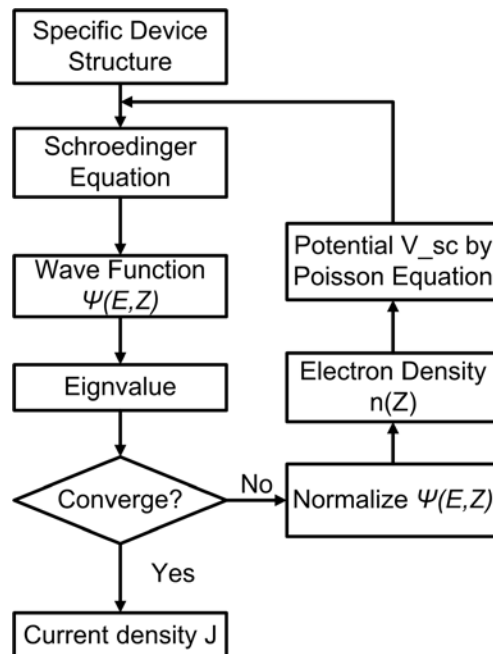 Specific Device
Structure
Schroedinger
Equation
Wave Function
Ψ(E,Z)
Eignvalue
Converge?
No
Yes
Current density J
Normalize Ψ(E,Z)
Electron Density
n(Z)
Potential V_sc by
Poisson Equation